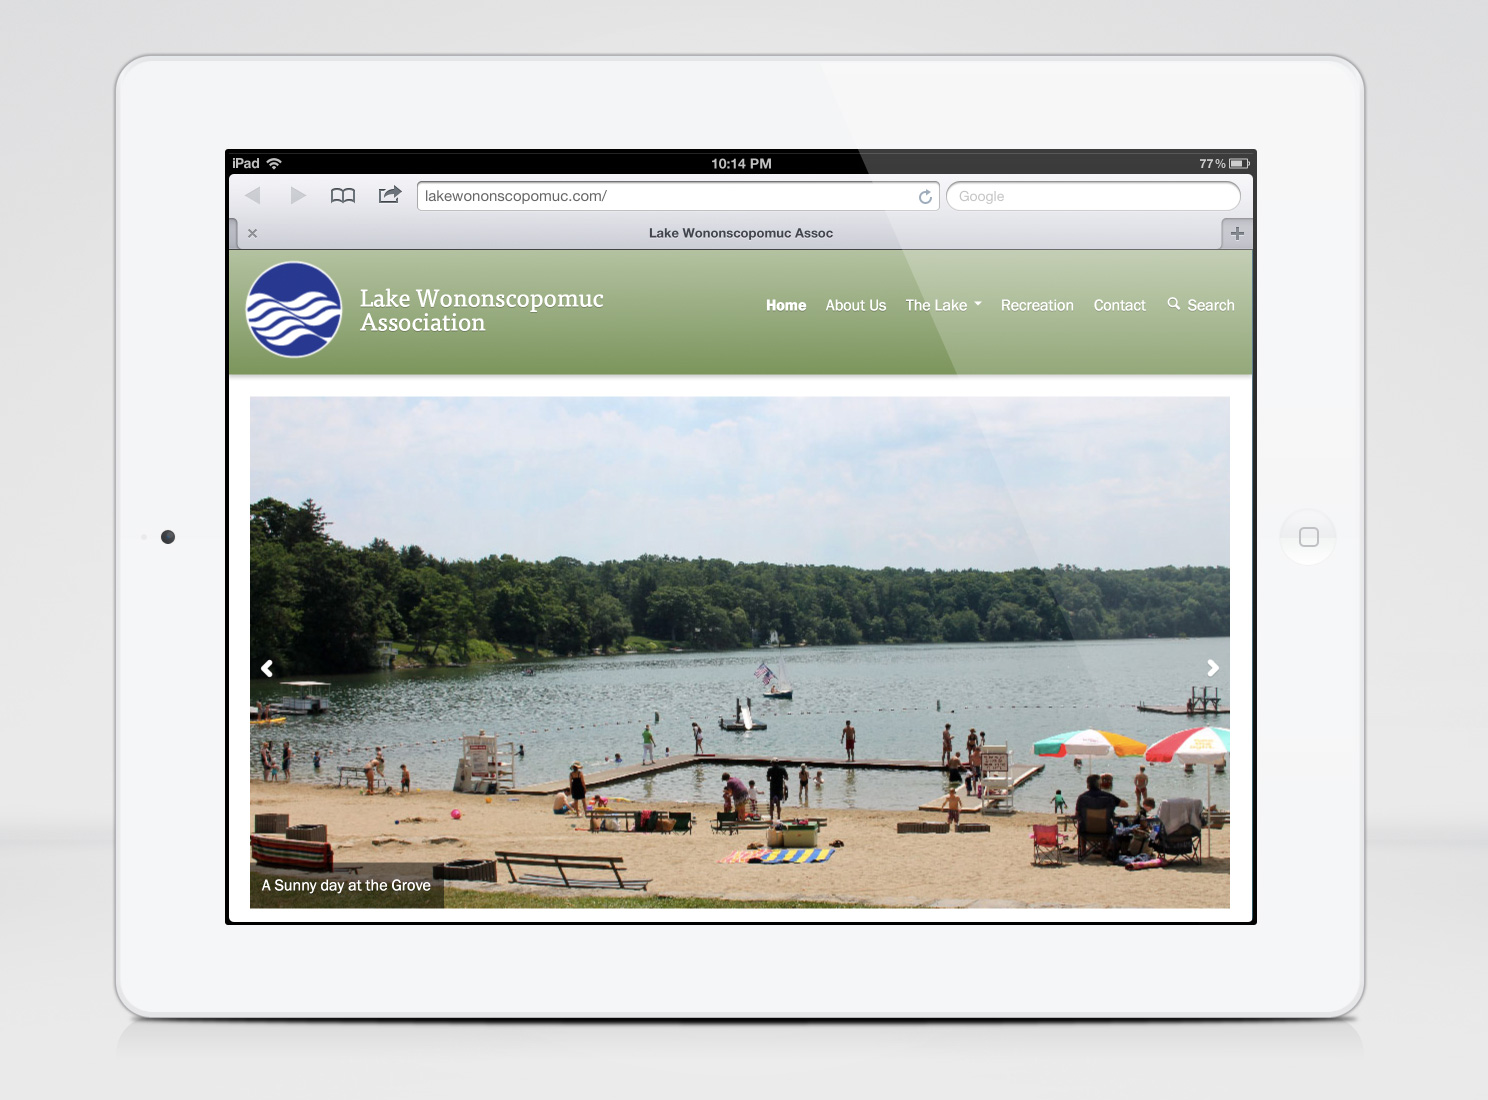 iPad
10:14 PM
77%
lakewononscopomuc.com/
Google
Lake Wononscopomuc Assoc
Lake Wononscopomuc
Association
Home
About Us
The Lake
Recreation
Contact
Search
A Sunny day at the Grove